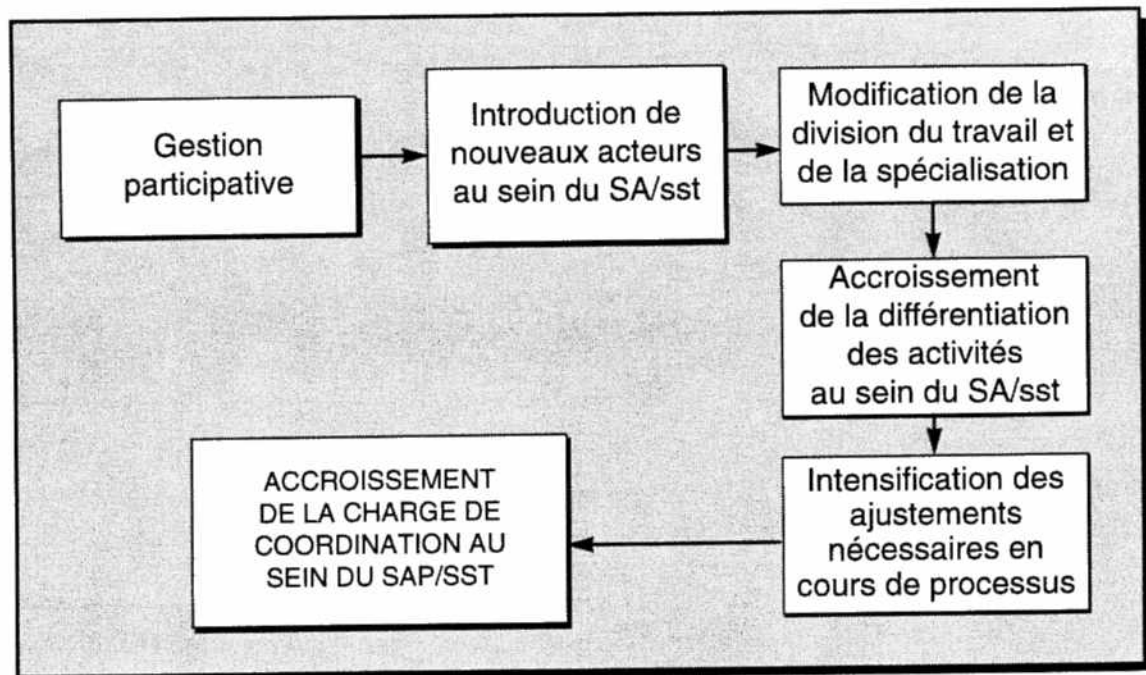 Gestion
participative
Introduction de
nouveaux acteurs
au sein du SA/sst
Modification de la
division du travail et
de la spécialisation
Accroissement
de la différentiation
des activités
au sein du SA/sst
Intensification des
ajustements
nécessaires en
cours de processus
ACCROISSEMENT
DE LA CHARGE DE
COORDINATION AU
SEIN DU SAP/SST